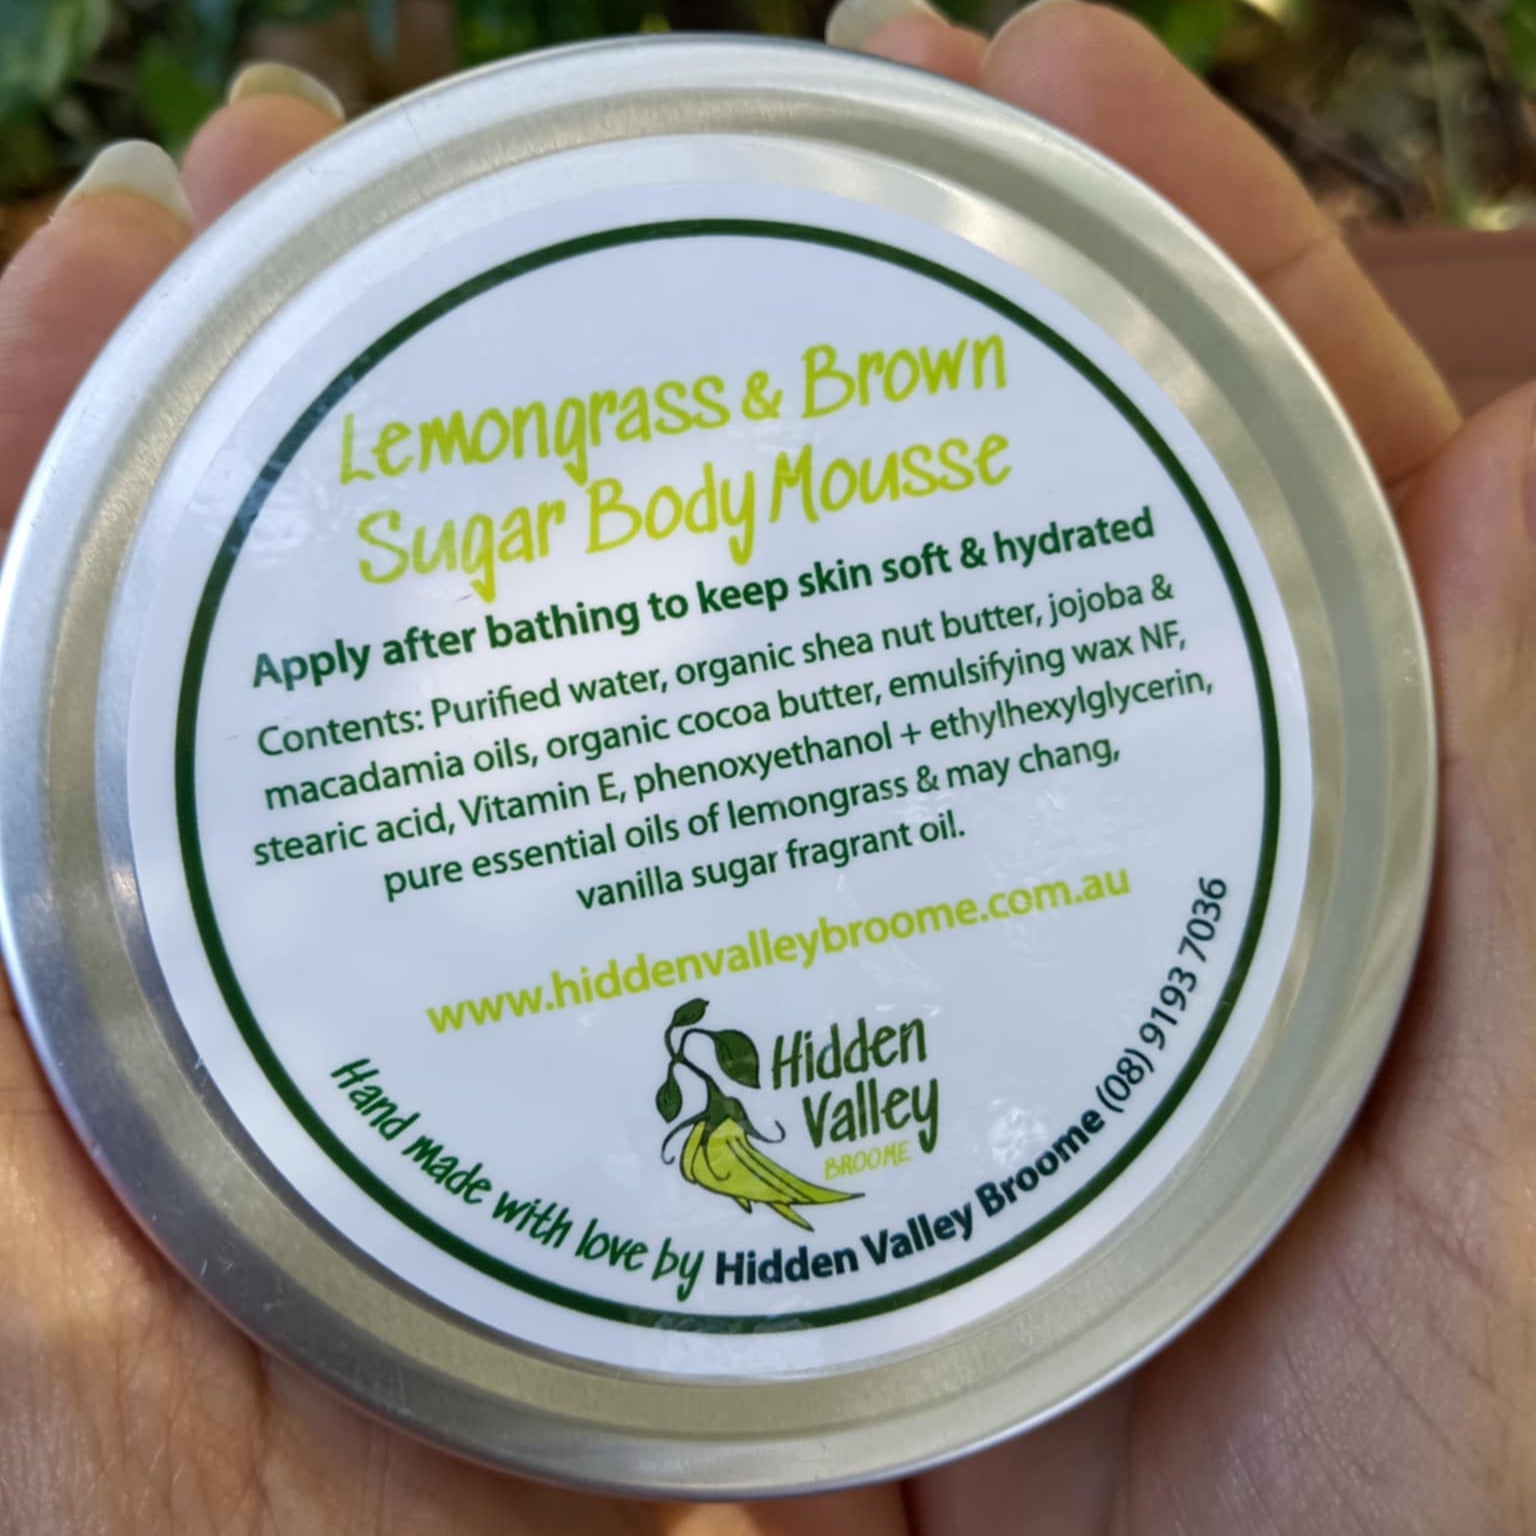 Lemongrass & Brown
Sugar Body Mousse
Apply after bathing to keep skin soft & hydrated
Contents: Purified water, organic shea nut butter, jojoba &
macadamia oils, organic cocoa butter, emulsifying wax NF,
stearic acid, Vitamin E, phenoxyethanol + ethylhexylglycerin,
pure essential oils of lemongrass & may chang,
vanilla sugar fragrant oil.
www.hiddenvalleybroome.com.au
Hidden
Valley
BROOME
Hand made with love by Hidden Valley Broome (08) 9193 7036